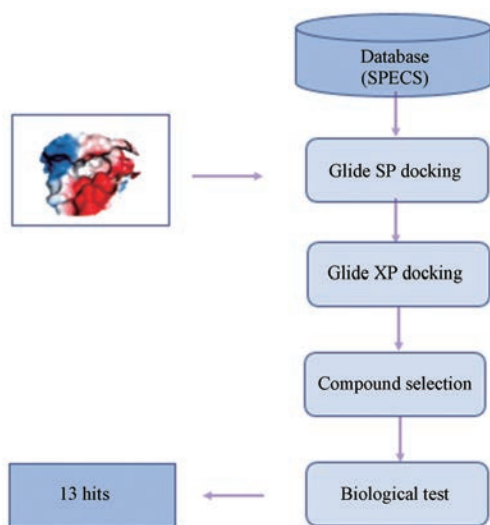 Database
(SPECS)
Glide SP docking
Glide XP docking
Compound selection
Biological test
13 hits